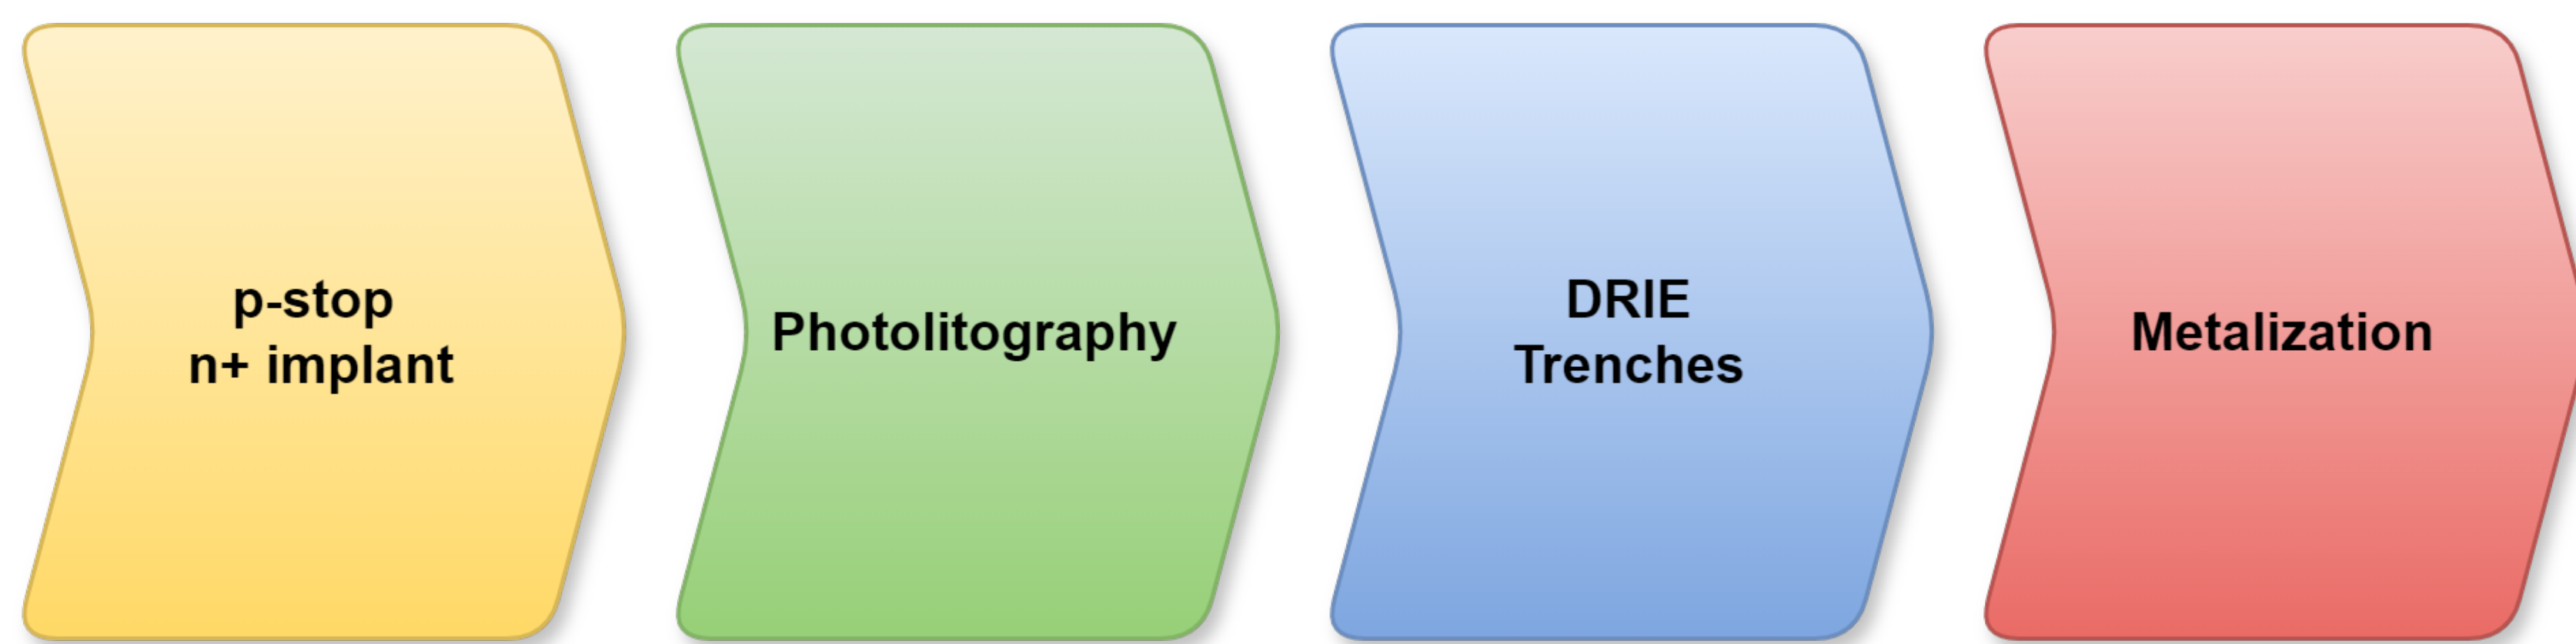 p-stop
n+ implant
Photolitography
DRIE
Trenches
Metalization